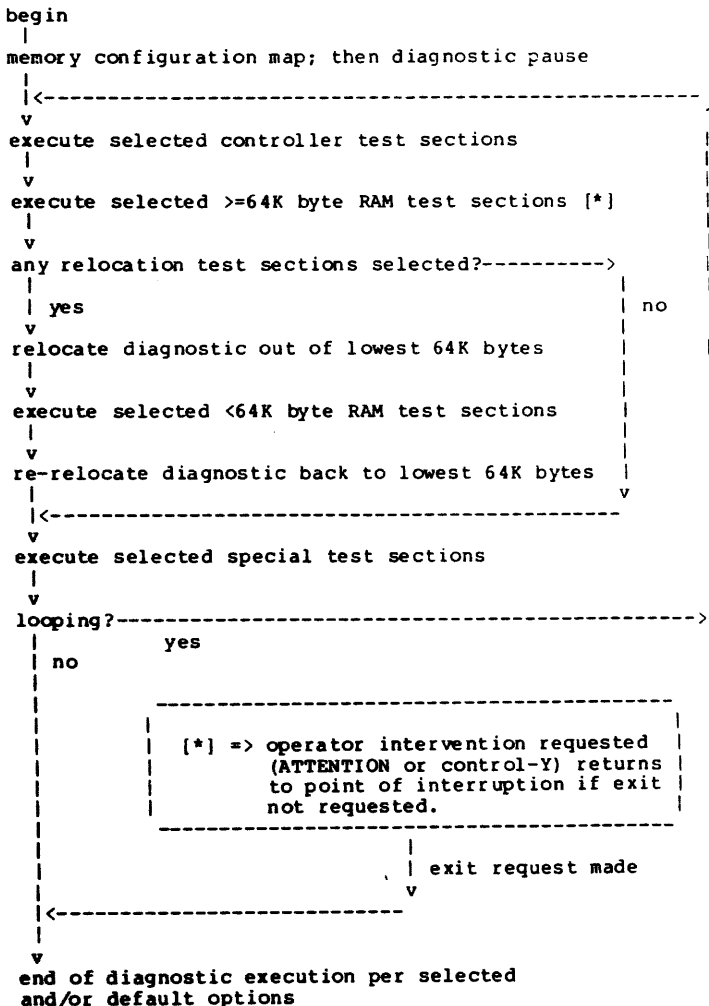 begin
memory configuration map; then diagnostic pause
execute selected controller test sections
execute selected >=64K byte RAM test sections [*]
any relocation test sections selected?
yes
no
relocate diagnostic out of lowest 64K bytes
execute selected <64K byte RAM test sections
re-relocate diagnostic back to lowest 64K bytes
execute selected special test sections
looping?
yes
no
[*] => operator intervention requested
(ATTENTION or control-Y) returns
to point of interruption if exit
not requested.
exit request made
end of diagnostic execution per selected
and/or default options